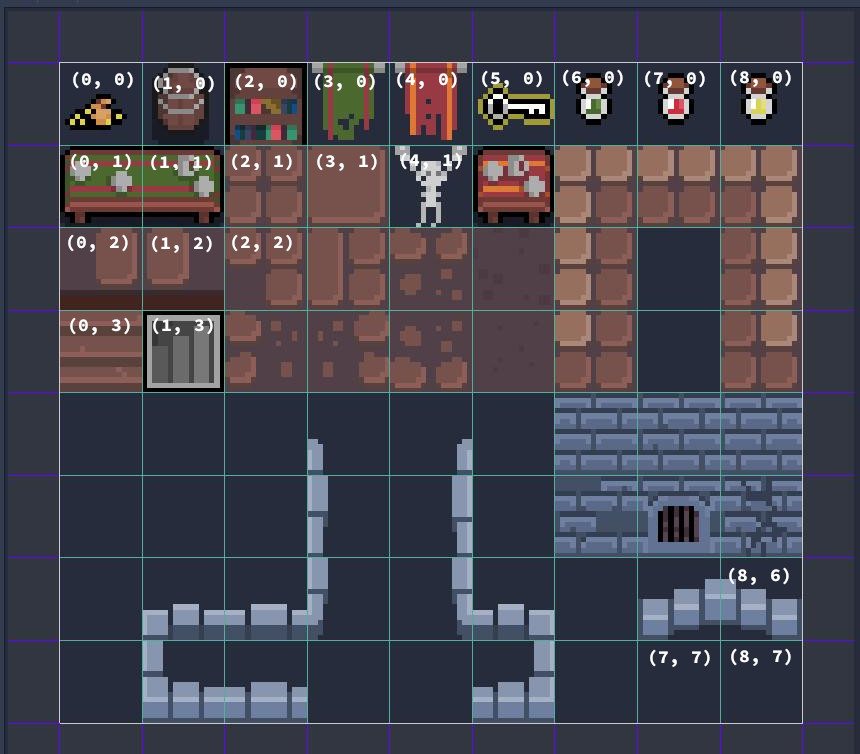 (0, 0) (1, 0) (2, 0) (3, 0) (4, 0) (5, 0) (6, 0) (7, 0) (8, 0)
(0, 1) (1, 1) (2, 1) (3, 1) (4, 1)
(0, 2) (1, 2) (2, 2)
(0, 3) (1, 3)
(8, 6)
(7, 7) (8, 7)